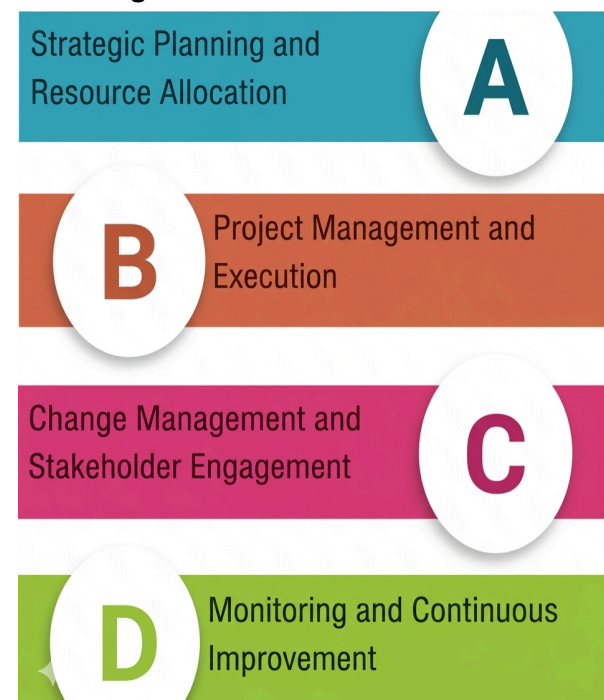 Strategic Planning and
Resource Allocation
A
B
Project Management and
Execution
Change Management and
Stakeholder Engagement
C
D
Monitoring and Continuous
Improvement